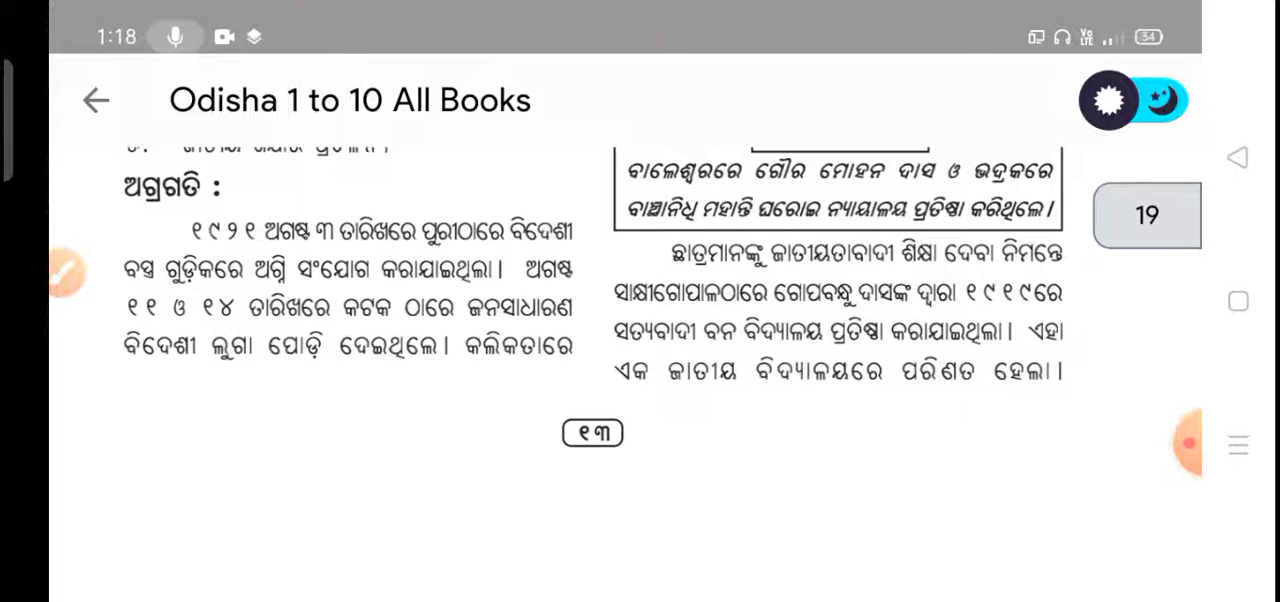 1:18
Vo LTE
34
Odisha 1 to 10 All Books
19
ଅଗ୍ରଗତି :
୧୯୨୧ ଅଗଷ୍ଟ ୩ ତାରିଖରେ ପୁରୀଠାରେ ବିଦେଶୀ
ବସ୍ତ୍ର ଗୁଡ଼ିକରେ ଅଗ୍ନି ସଂଯୋଗ କରାଯାଇଥିଲା। ଅଗଷ୍ଟ
୧୧ ଓ ୧୪ ତାରିଖରେ କଟକ ଠାରେ ଜନସାଧାରଣ
ବିଦେଶୀ ଲୁଗା ପୋଡ଼ି ଦେଇଥିଲେ। କଲିକତାରେ
ବାଲେଶ୍ୱରରେ ଗୌର ମୋହନ ଦାସ ଓ ଭଦ୍ରକରେ
ବାଞ୍ଛାନିଧି ମହାନ୍ତି ଘରୋଇ ନ୍ୟାୟାଳୟ ପ୍ରତିଷ୍ଠା କରିଥିଲେ।
ଛାତ୍ରମାନଙ୍କୁ ଜାତୀୟତାବାଦୀ ଶିକ୍ଷା ଦେବା ନିମନ୍ତେ
ସାକ୍ଷୀଗୋପାଳଠାରେ ଗୋପବନ୍ଧୁ ଦାସଙ୍କ ଦ୍ୱାରା ୧୯୧୯ରେ
ସତ୍ୟବାଦୀ ବନ ବିଦ୍ୟାଳୟ ପ୍ରତିଷ୍ଠା କରାଯାଇଥିଲା। ଏହା
ଏକ ଜାତୀୟ ବିଦ୍ୟାଳୟରେ ପରିଣତ ହେଲା।
୧୩